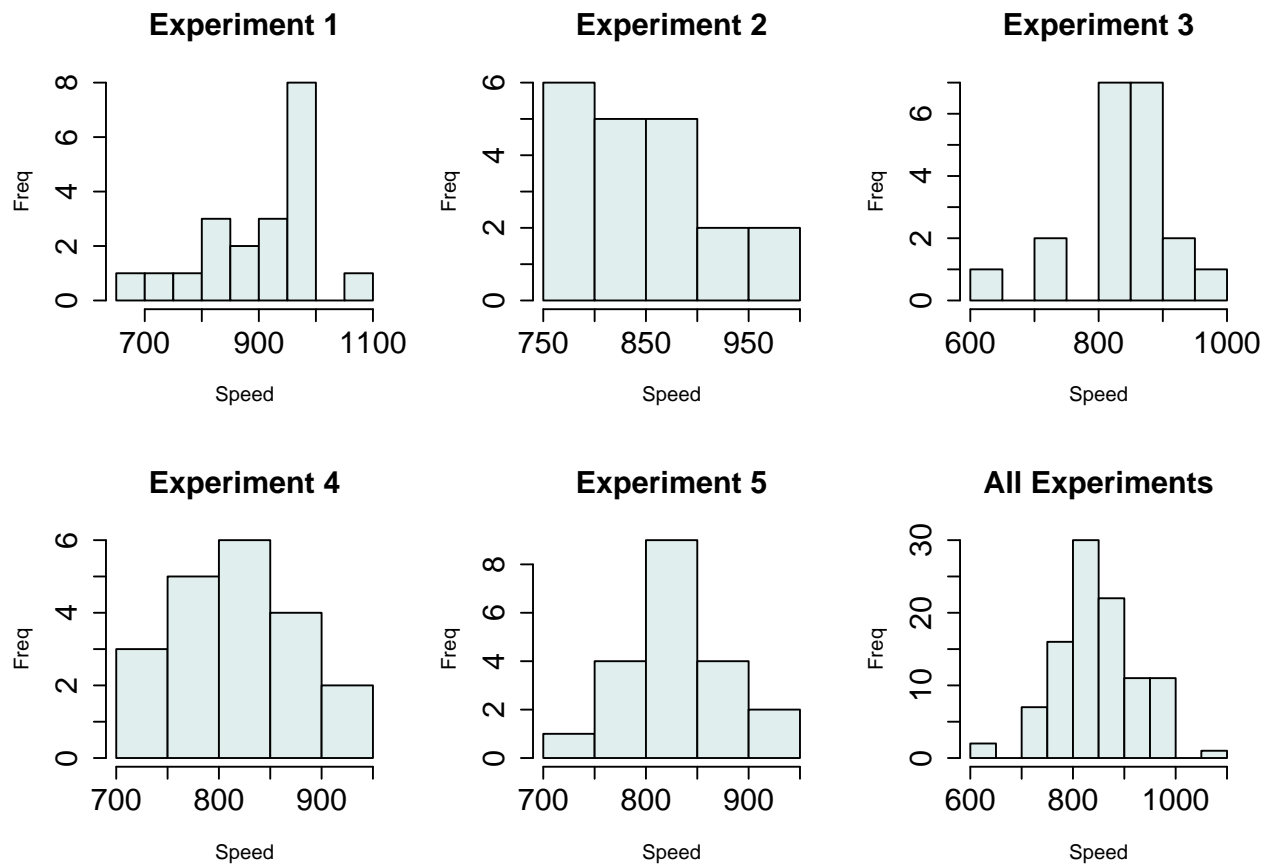 Experiment 1
Freq
8
6
4
2
0
700 900 1100
Speed
Experiment 2
Freq
6
4
2
0
750 850 950
Speed
Experiment 3
Freq
6
4
2
0
600 800 1000
Speed
Experiment 4
Freq
6
4
2
0
700 800 900
Speed
Experiment 5
Freq
8
6
4
2
0
700 800 900
Speed
All Experiments
Freq
30
20
10
0
600 800 1000
Speed